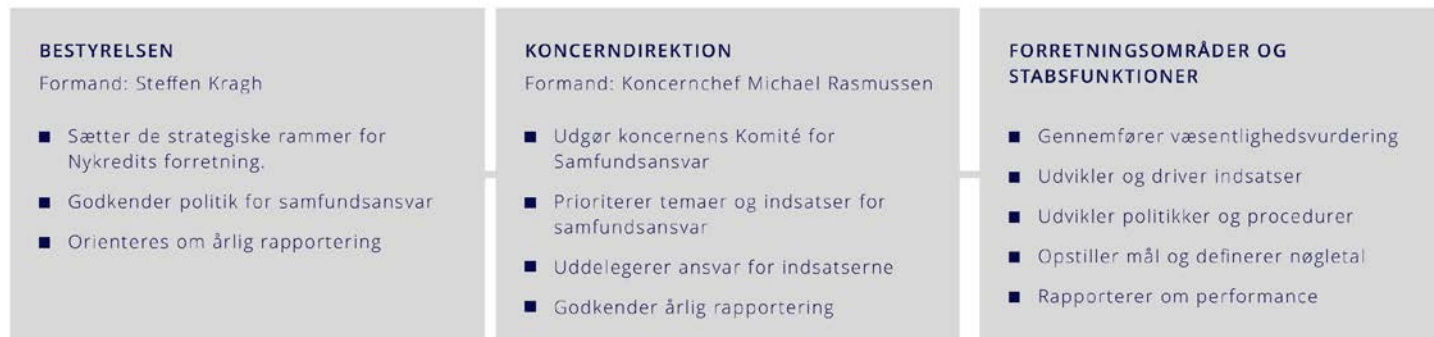 BESTYRELSEN
Formand: Steffen Kragh
Sætter de strategiske rammer for
Nykredits forretning.
Godkender politik for samfundsansvar
Orienteres om årlig rapportering
KONCERNDIREKTION
Formand: Koncernchef Michael Rasmussen
Udgør koncernens Komité for
Samfundsansvar
Prioriterer temaer og indsatser for
samfundsansvar
Uddelegerer ansvar for indsatserne
Godkender årlig rapportering
FORRETNINGSOMRÅDER OG
STABSFUNKTIONER
Gennemfører væsentlighedsvurdering
Udvikler og driver indsatser
Udvikler politikker og procedurer
Opstiller mål og definerer nøgletal
Rapporterer om performance